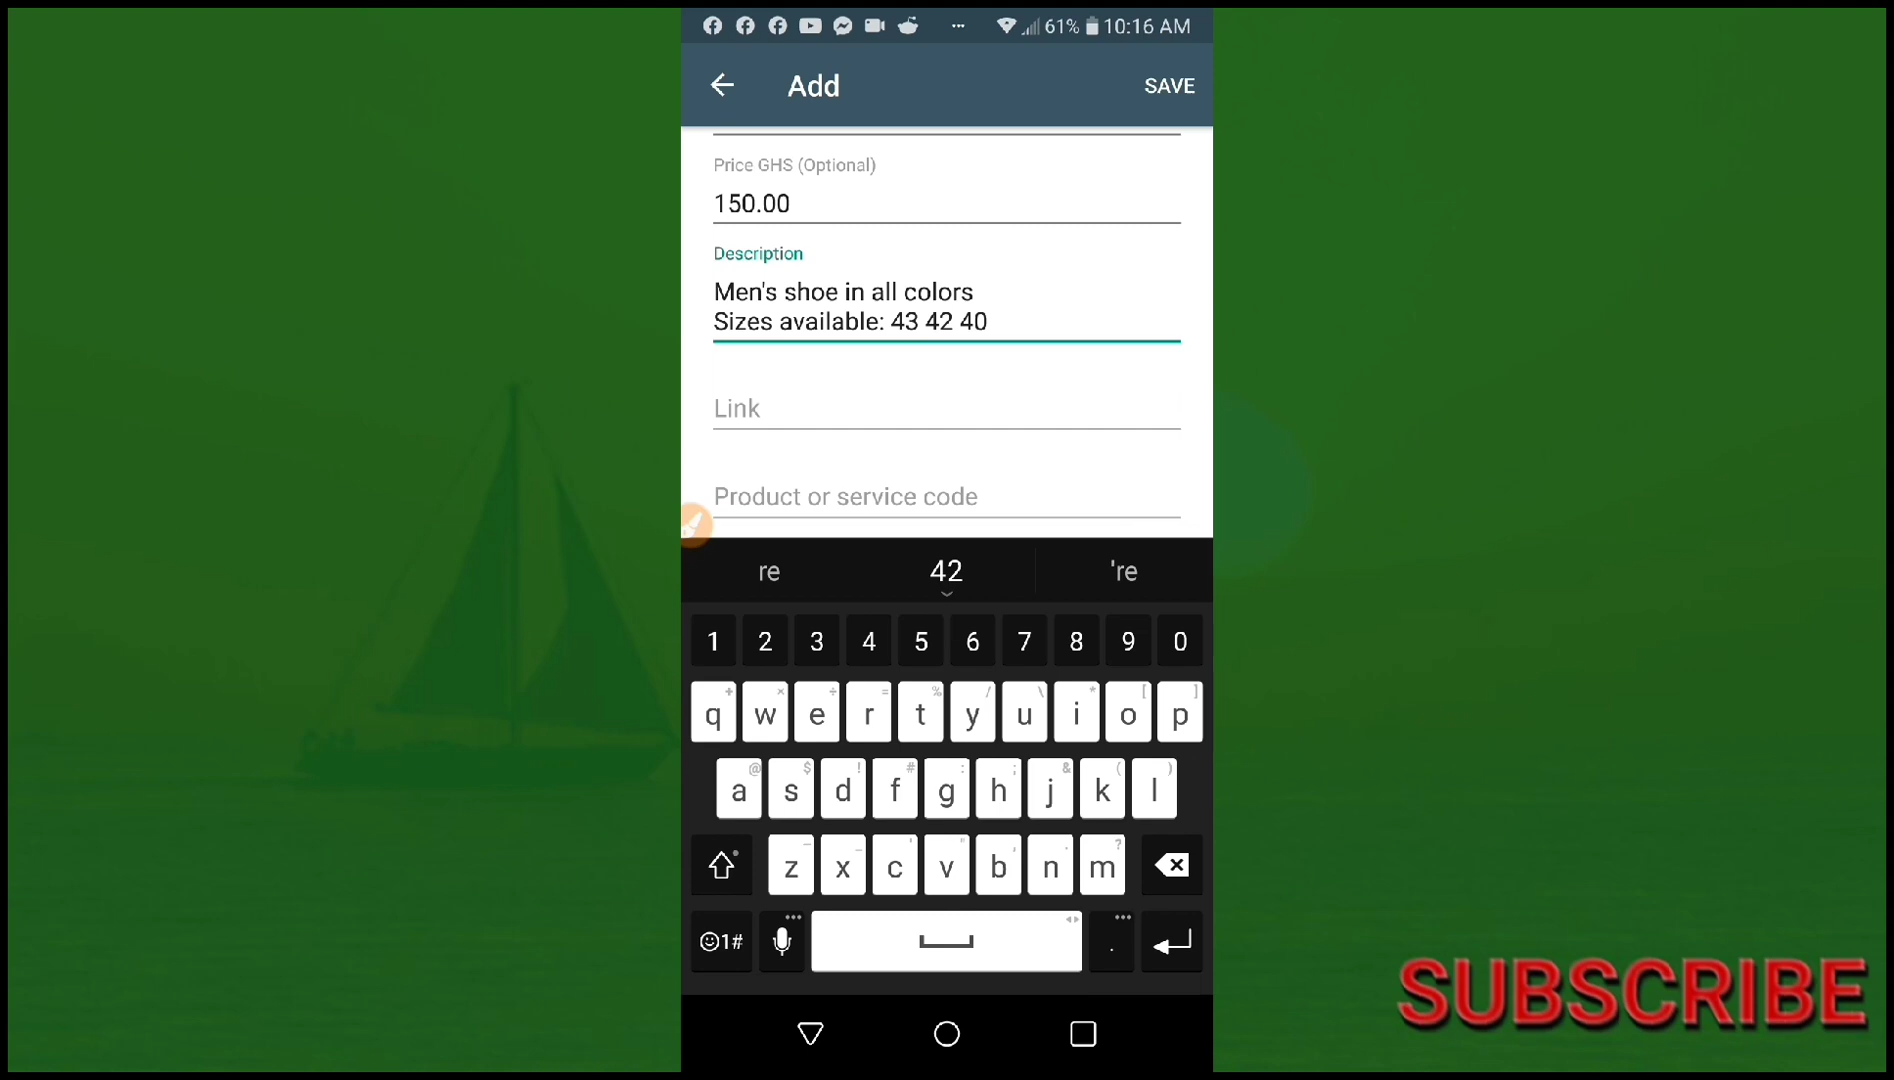 61% 10:16 AM
Add SAVE
Price GHS (Optional)
150.00
Description
Men's shoe in all colors
Sizes available: 43 42 40
Link
Product or service code
re 42 're
1 2 3 4 5 6 7 8 9 0
q w e r t y u i o p
a s d f g h j k l
z x c v b n m
1# .
SUBSCRIBE